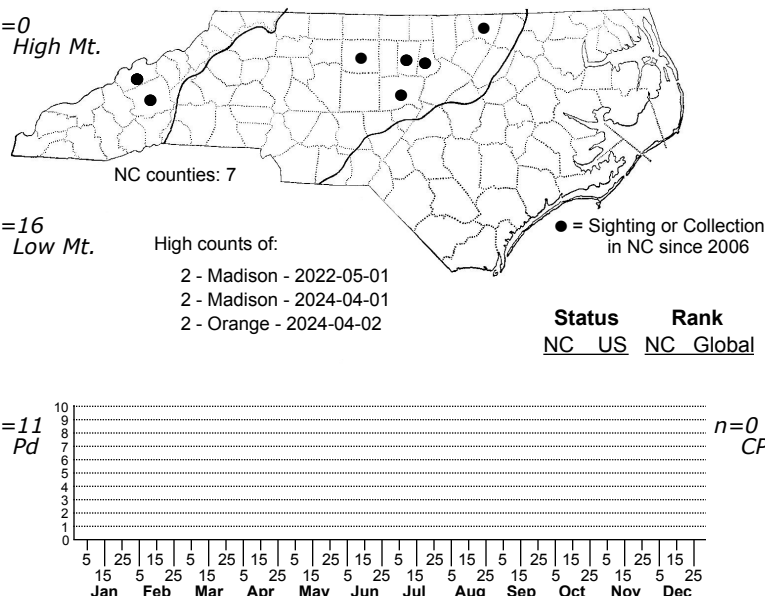 =0
High Mt.
NC counties: 7
=16
Low Mt.
High counts of:
2 - Madison - 2022-05-01
2 - Madison - 2024-04-01
2 - Orange - 2024-04-02
● = Sighting or Collection
in NC since 2006
Status Rank
NC US NC Global
=11
Pd
n=0
CP
10
9
8
7
6
5
4
3
2
1
0
5 25 15 5 25 15 5 25 15 5 25 15 5 25 15 5 25 15
15 5 25 15 5 25 15 5 25 15 5 25 15 5 25 15 5 25
Jan Feb Mar Apr May Jun Jul Aug Sep Oct Nov Dec